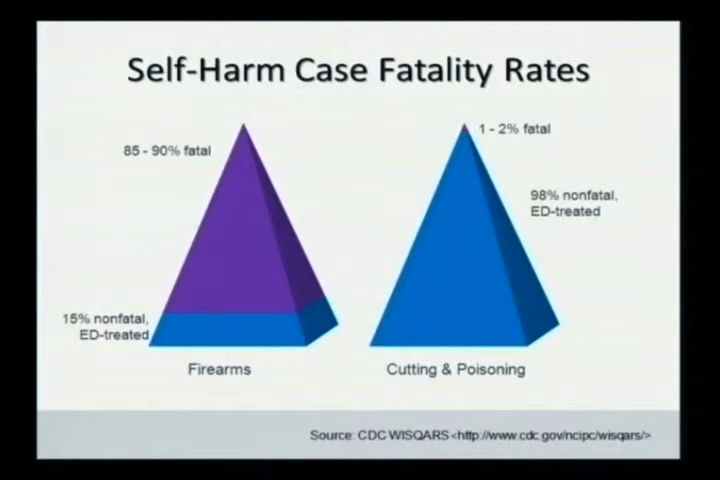 Self-Harm Case Fatality Rates
85 - 90% fatal
1 - 2% fatal
98% nonfatal,
ED-treated
15% nonfatal,
ED-treated
Firearms
Cutting & Poisoning
Source: CDC WISQARS <http://www.cdc.gov/ncipc/wisqars/>